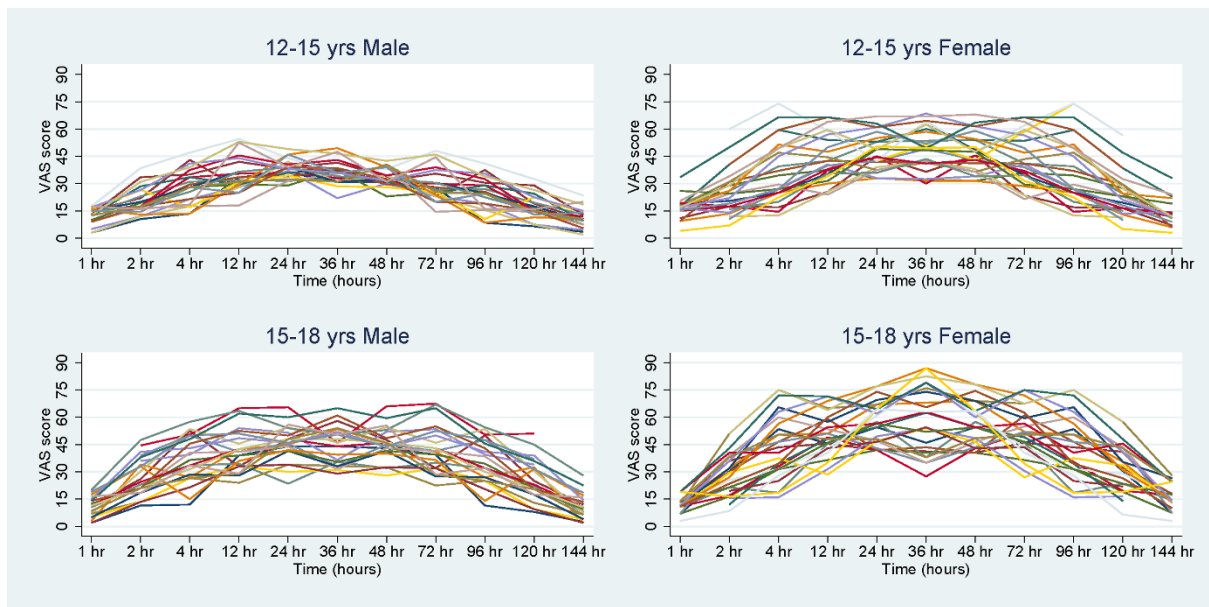 12-15 yrs Male
VAS score
90
75
60
45
30
15
0
1 hr 2 hr 4 hr 12 hr 24 hr 36 hr 48 hr 72 hr 96 hr 120 hr 144 hr
Time (hours)
12-15 yrs Female
VAS score
90
75
60
45
30
15
0
1 hr 2 hr 4 hr 12 hr 24 hr 36 hr 48 hr 72 hr 96 hr 120 hr 144 hr
Time (hours)
15-18 yrs Male
VAS score
90
75
60
45
30
15
0
1 hr 2 hr 4 hr 12 hr 24 hr 36 hr 48 hr 72 hr 96 hr 120 hr 144 hr
Time (hours)
15-18 yrs Female
VAS score
90
75
60
45
30
15
0
1 hr 2 hr 4 hr 12 hr 24 hr 36 hr 48 hr 72 hr 96 hr 120 hr 144 hr
Time (hours)